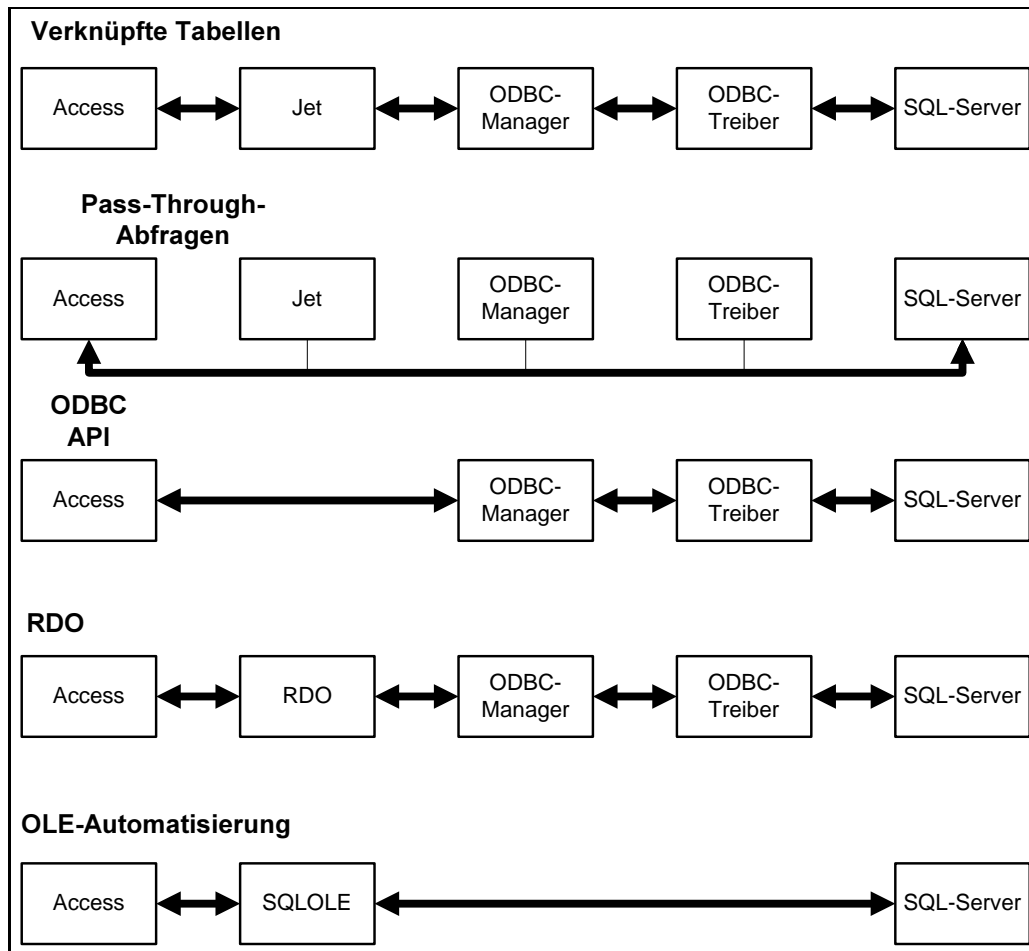 Verknüpfte Tabellen
Access
Jet
ODBC-
Manager
ODBC-
Treiber
SQL-Server
Pass-Through-
Abfragen
Access
Jet
ODBC-
Manager
ODBC-
Treiber
SQL-Server
ODBC
API
Access
ODBC-
Manager
ODBC-
Treiber
SQL-Server
RDO
Access
RDO
ODBC-
Manager
ODBC-
Treiber
SQL-Server
OLE-Automatisierung
Access
SQLOLE
SQL-Server